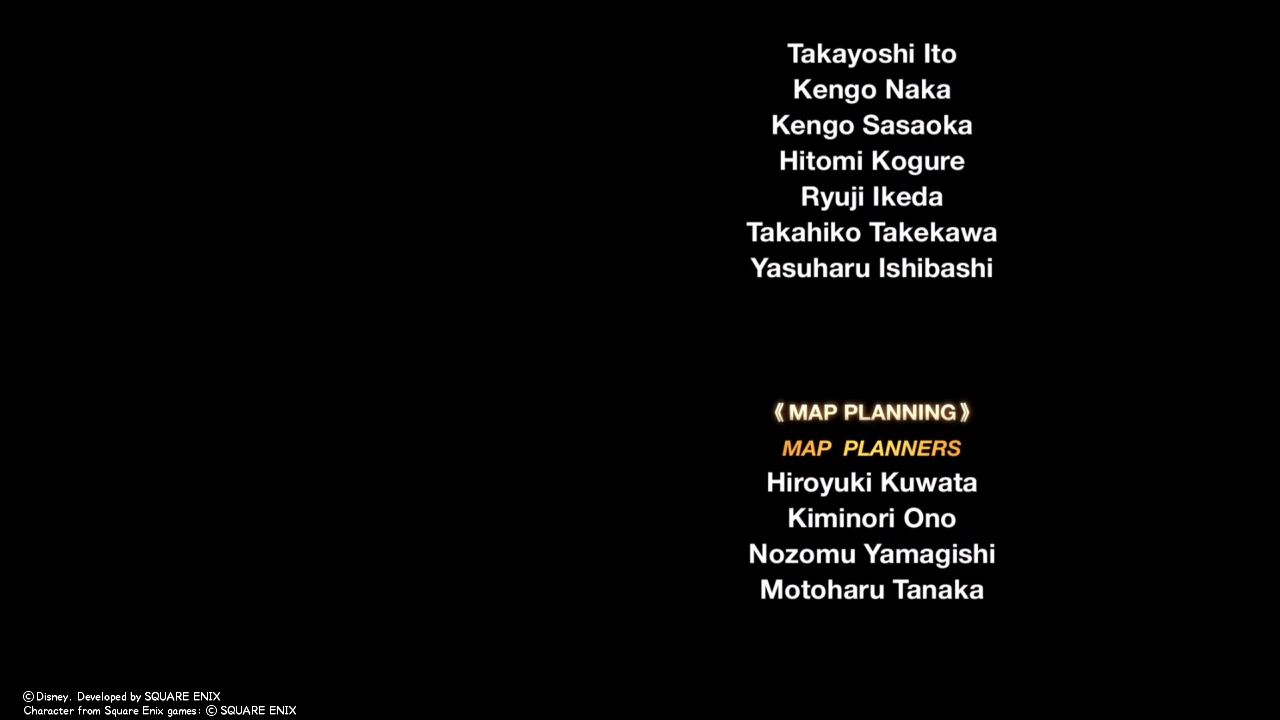 Takayoshi Ito
Kengo Naka
Kengo Sasaoka
Hitomi Kogure
Ryuji Ikeda
Takahiko Takekawa
Yasuharu Ishibashi
《MAP PLANNING》
MAP PLANNERS
Hiroyuki Kuwata
Kiminori Ono
Nozomu Yamagishi
Motoharu Tanaka
©Disney. Developed by SQUARE ENIX
Character from Square Enix games: © SQUARE ENIX